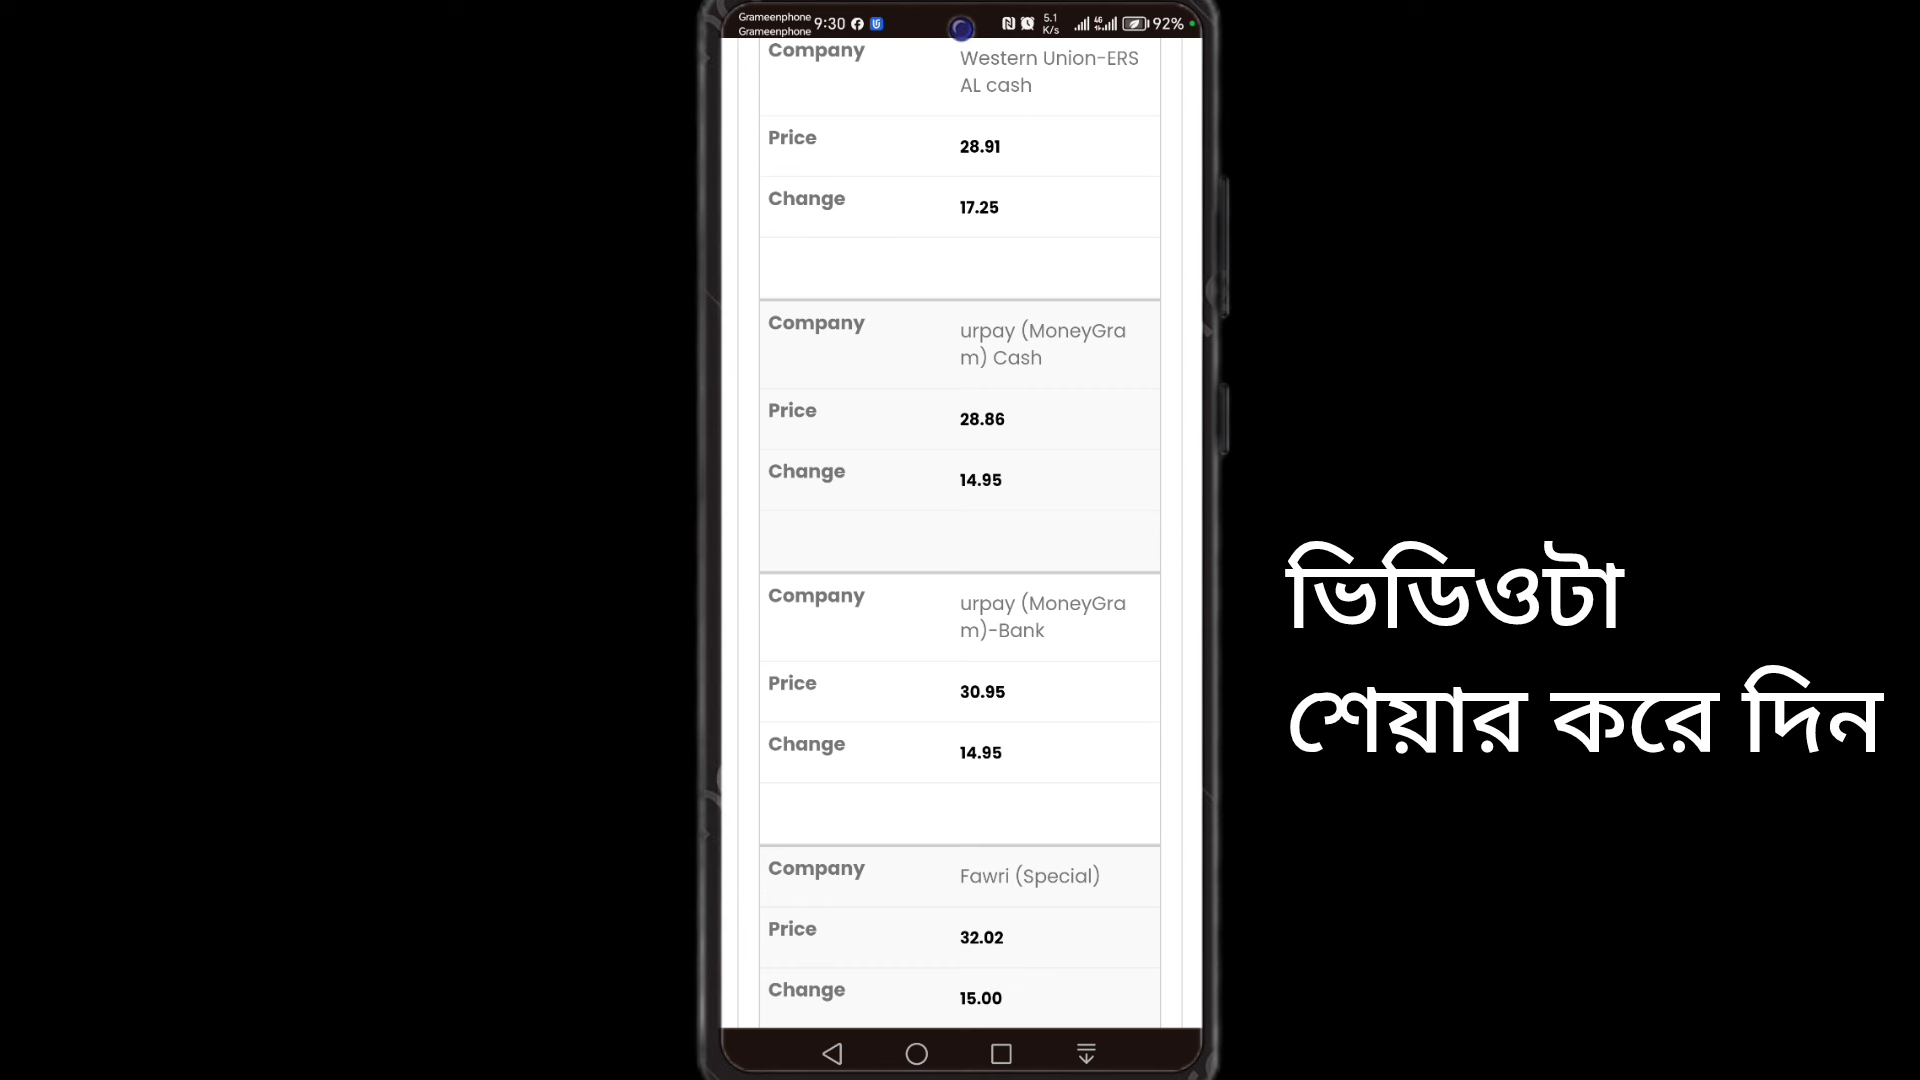 Grameenphone
Grameenphone
9:30
5.1 K/s
4G
92%
Company
Western Union-ERS
AL cash
Price
28.91
Change
17.25
Company
urpay (MoneyGra
m) Cash
Price
28.86
Change
14.95
Company
urpay (MoneyGra
m)-Bank
Price
30.95
Change
14.95
Company
Fawri (Special)
Price
32.02
Change
15.00
ভিডিওটা
শেয়ার করে দিন